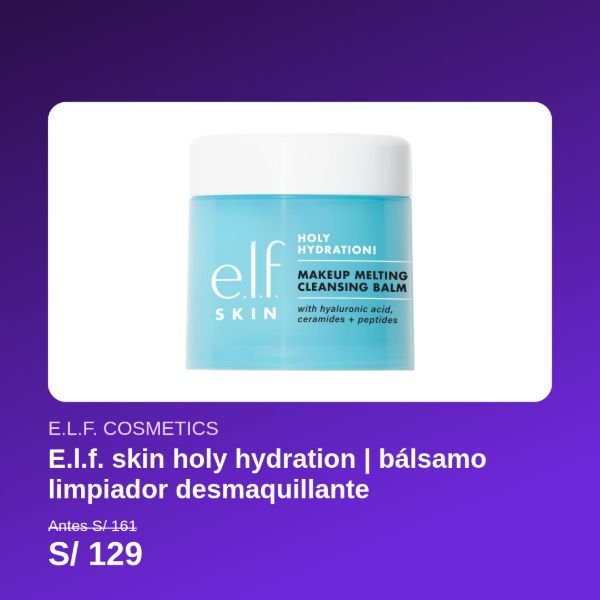 HOLY
HYDRATION!
e.l.f.
SKIN
MAKEUP MELTING
CLEANSING BALM
with hyaluronic acid,
ceramides + peptides
E.L.F. COSMETICS
E.l.f. skin holy hydration | bálsamo
limpiador desmaquillante
Antes S/ 161
S/ 129